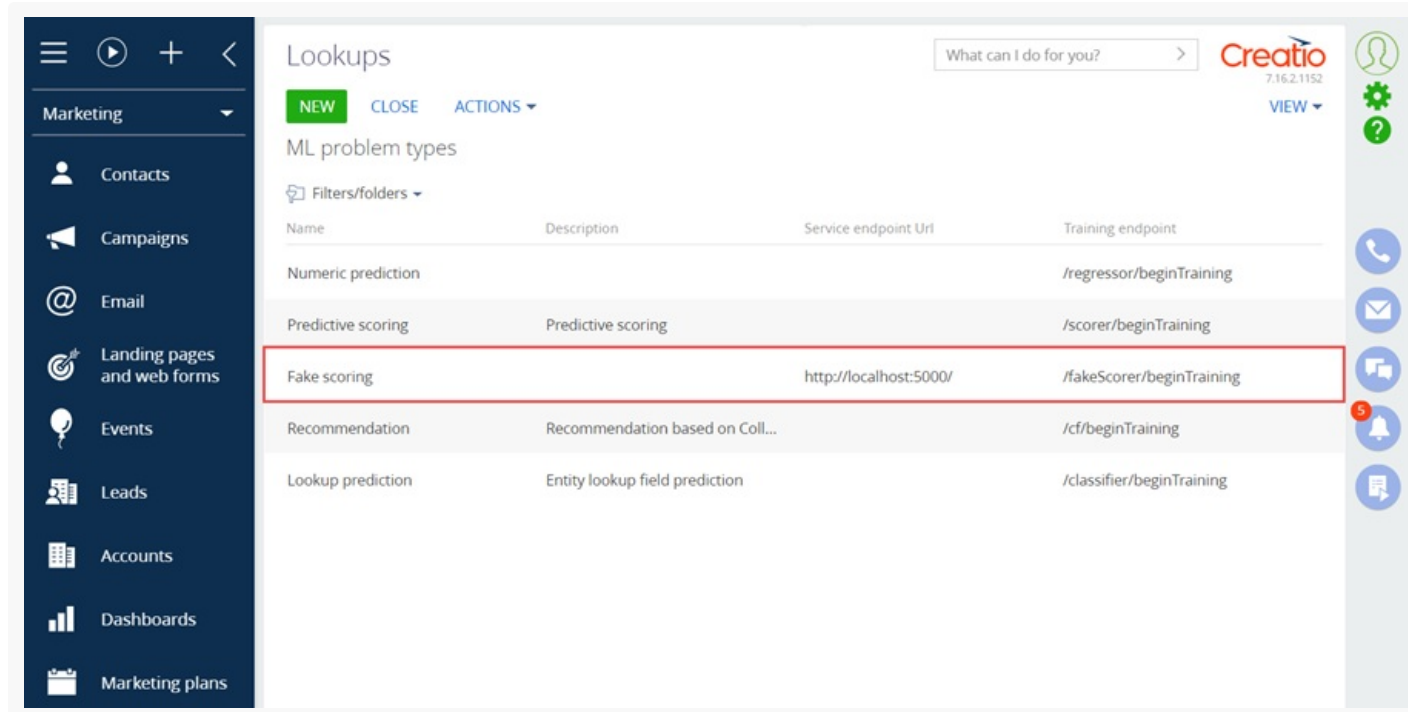 Lookups
What can I do for you?
Creatio
7.16.2.1152
Marketing
NEW CLOSE ACTIONS
VIEW
ML problem types
Contacts
Filters/folders
Name Description Service endpoint Url Training endpoint
Campaigns
Numeric prediction /regressor/beginTraining
Email
Predictive scoring Predictive scoring /scorer/beginTraining
Landing pages
and web forms
Fake scoring http://localhost:5000/ /fakeScorer/beginTraining
5
Events
Recommendation Recommendation based on Coll... /cf/beginTraining
Leads
Lookup prediction Entity lookup field prediction /classifier/beginTraining
Accounts
Dashboards
Marketing plans